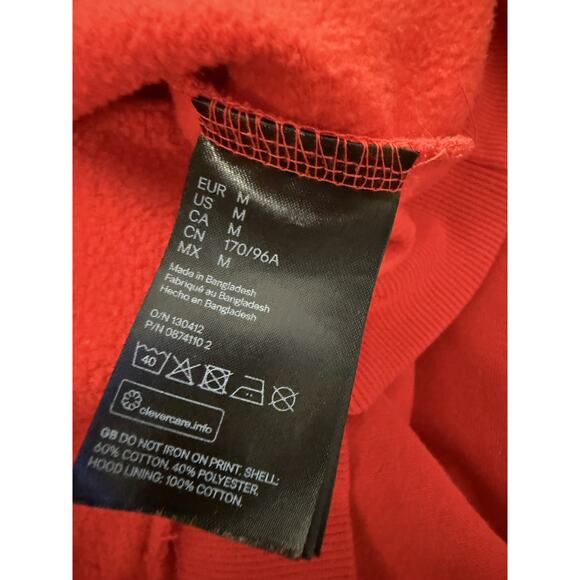 EUR M
US M
CA M
CN 170/96A
MX M
Made in Bangladesh
Fabriqué au Bangladesh
Hecho en Bangladesh
O/N 130412
P/N 0874110 2
40
clevercare.info
GB DO NOT IRON ON PRINT. SHELL:
60% COTTON. 40% POLYESTER.
HOOD LINING: 100% COTTON.